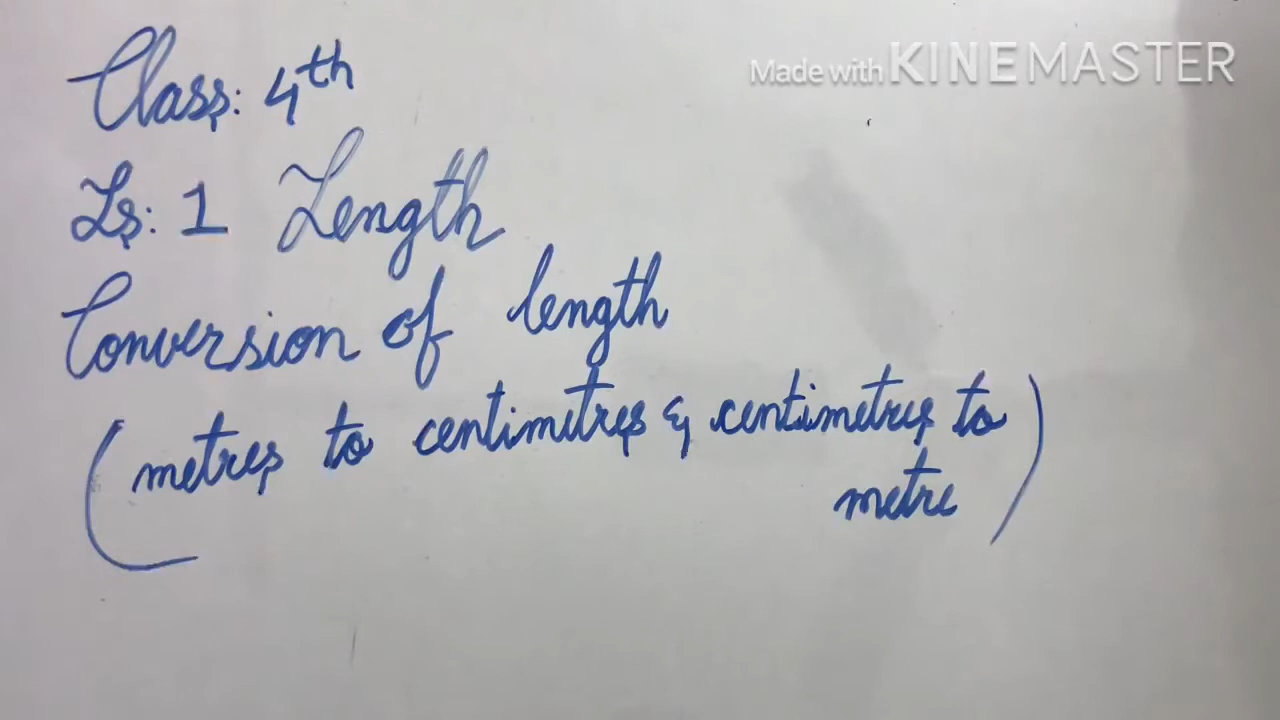 Class: 4th
Made with KINEMASTER
Ls: 1 Length
Conversion of length
(metres to centimetres & centimetres to
metre)